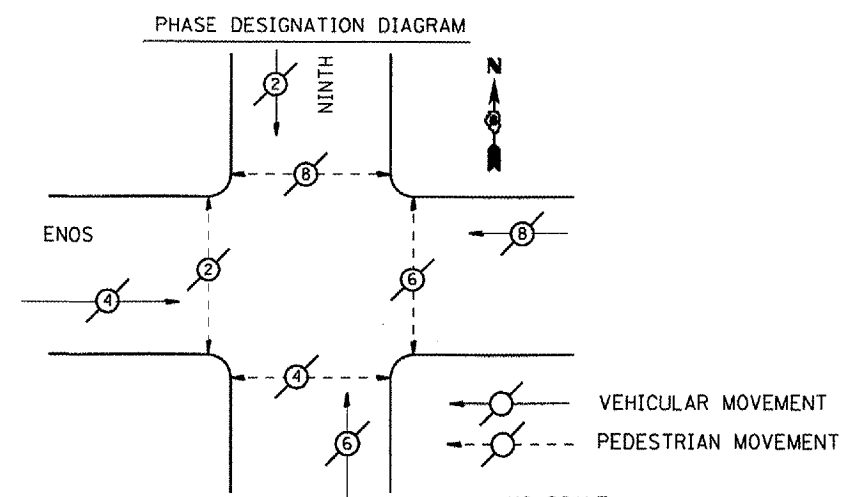 PHASE DESIGNATION DIAGRAM
2
NINTH
N
8
ENOS
8
2
6
4
4
6
VEHICULAR MOVEMENT
PEDESTRIAN MOVEMENT